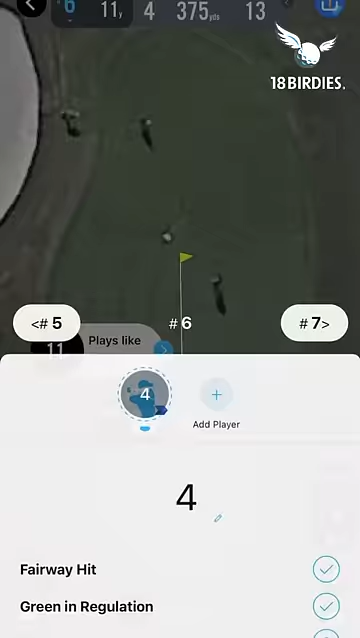 6 11y 4 375yds 13
18BIRDIES.
<# 5 # 6 # 7>
11 Plays like
4
Add Player
4
Fairway Hit
Green in Regulation